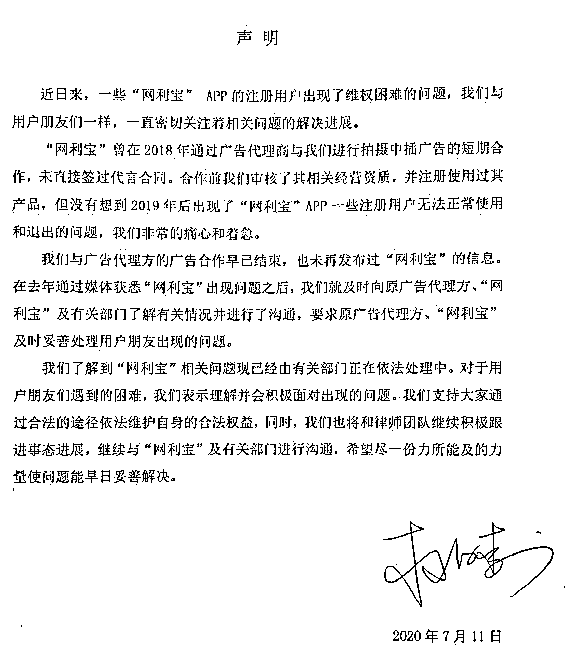 声 明
近日来，一些“网利宝” APP的注册用户出现了维权困难的问题，我们与
用户朋友们一样，一直密切关注着相关问题的解决进展。
“网利宝”曾在2018年通过广告代理商与我们进行拍摄中插广告的短期合
作，未直接签过代言合同。合作前我们审核了其相关经营资质，并注册使用过其
产品，但没有想到2019年后出现了“网利宝”APP一些注册用户无法正常使用
和退出的问题，我们非常的痛心和着急。
我们与广告代理方的广告合作早已结束，也未再发布过“网利宝”的信息。
在去年通过媒体获悉“网利宝”出现问题之后，我们就及时向原广告代理方、“网
利宝”及有关部门了解有关情况并进行了沟通，要求原广告代理方、“网利宝”
及时妥善处理用户朋友出现的问题。
我们了解到“网利宝”相关问题现已经由有关部门正在依法处理中。对于用
户朋友们遇到的困难，我们表示理解并会积极面对出现的问题。我们支持大家通
过合法的途径依法维护自身的合法权益，同时，我们也将和律师团队继续积极跟
进事态进展，继续与“网利宝”及有关部门进行沟通，希望尽一份力所能及的力
量使问题能早日妥善解决。
2020年7月11日